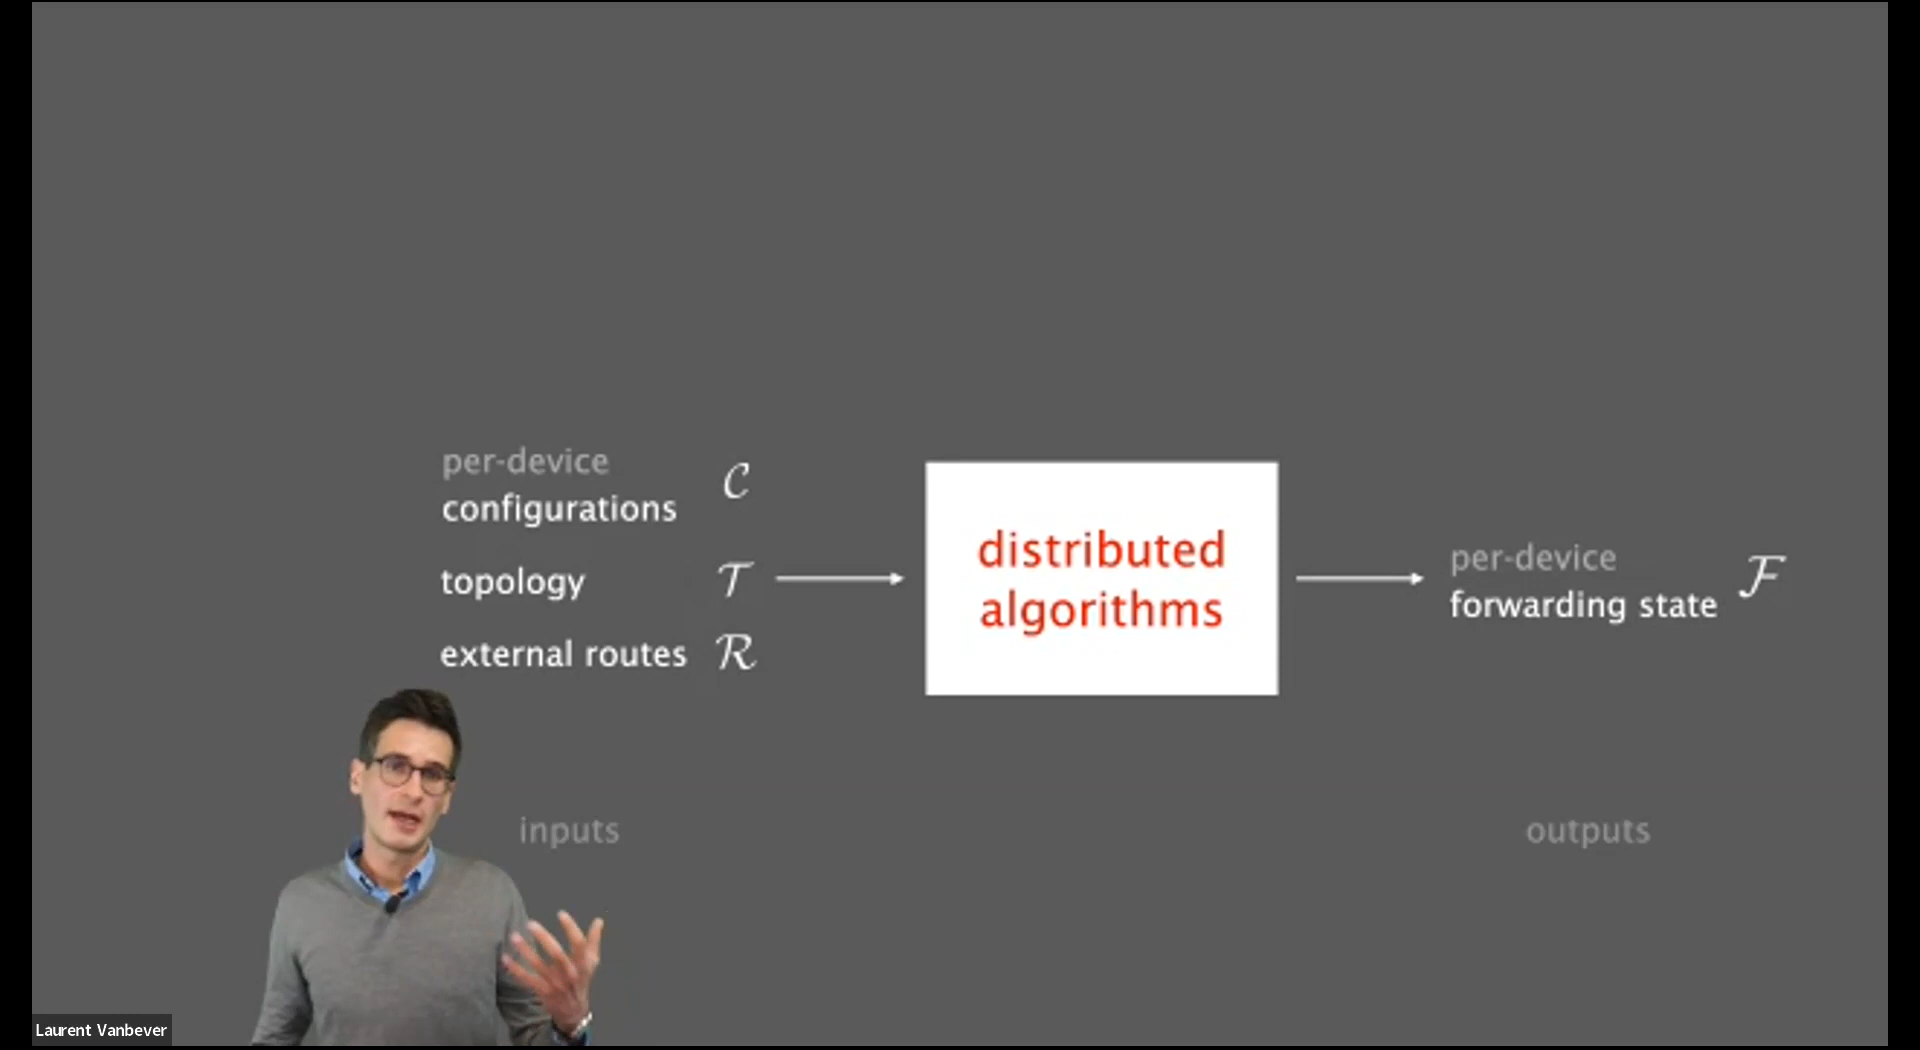 per-device
configurations
C
topology
T
external routes
R
distributed
algorithms
per-device
forwarding state
F
inputs
outputs
Laurent Vanbever